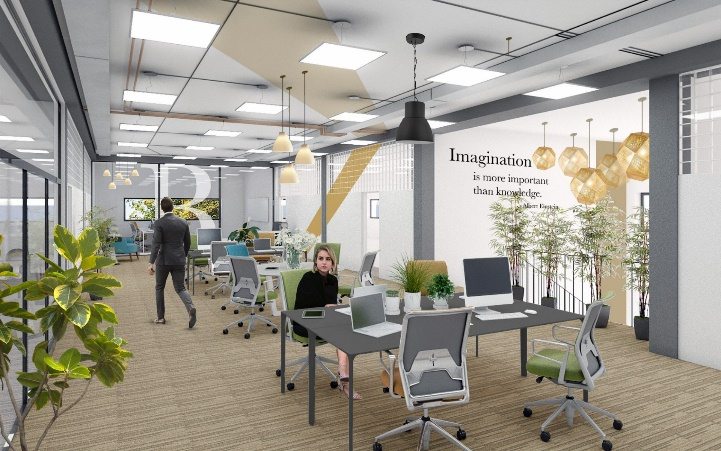 Imagination
is more important
than knowledge.
- Albert Einstein